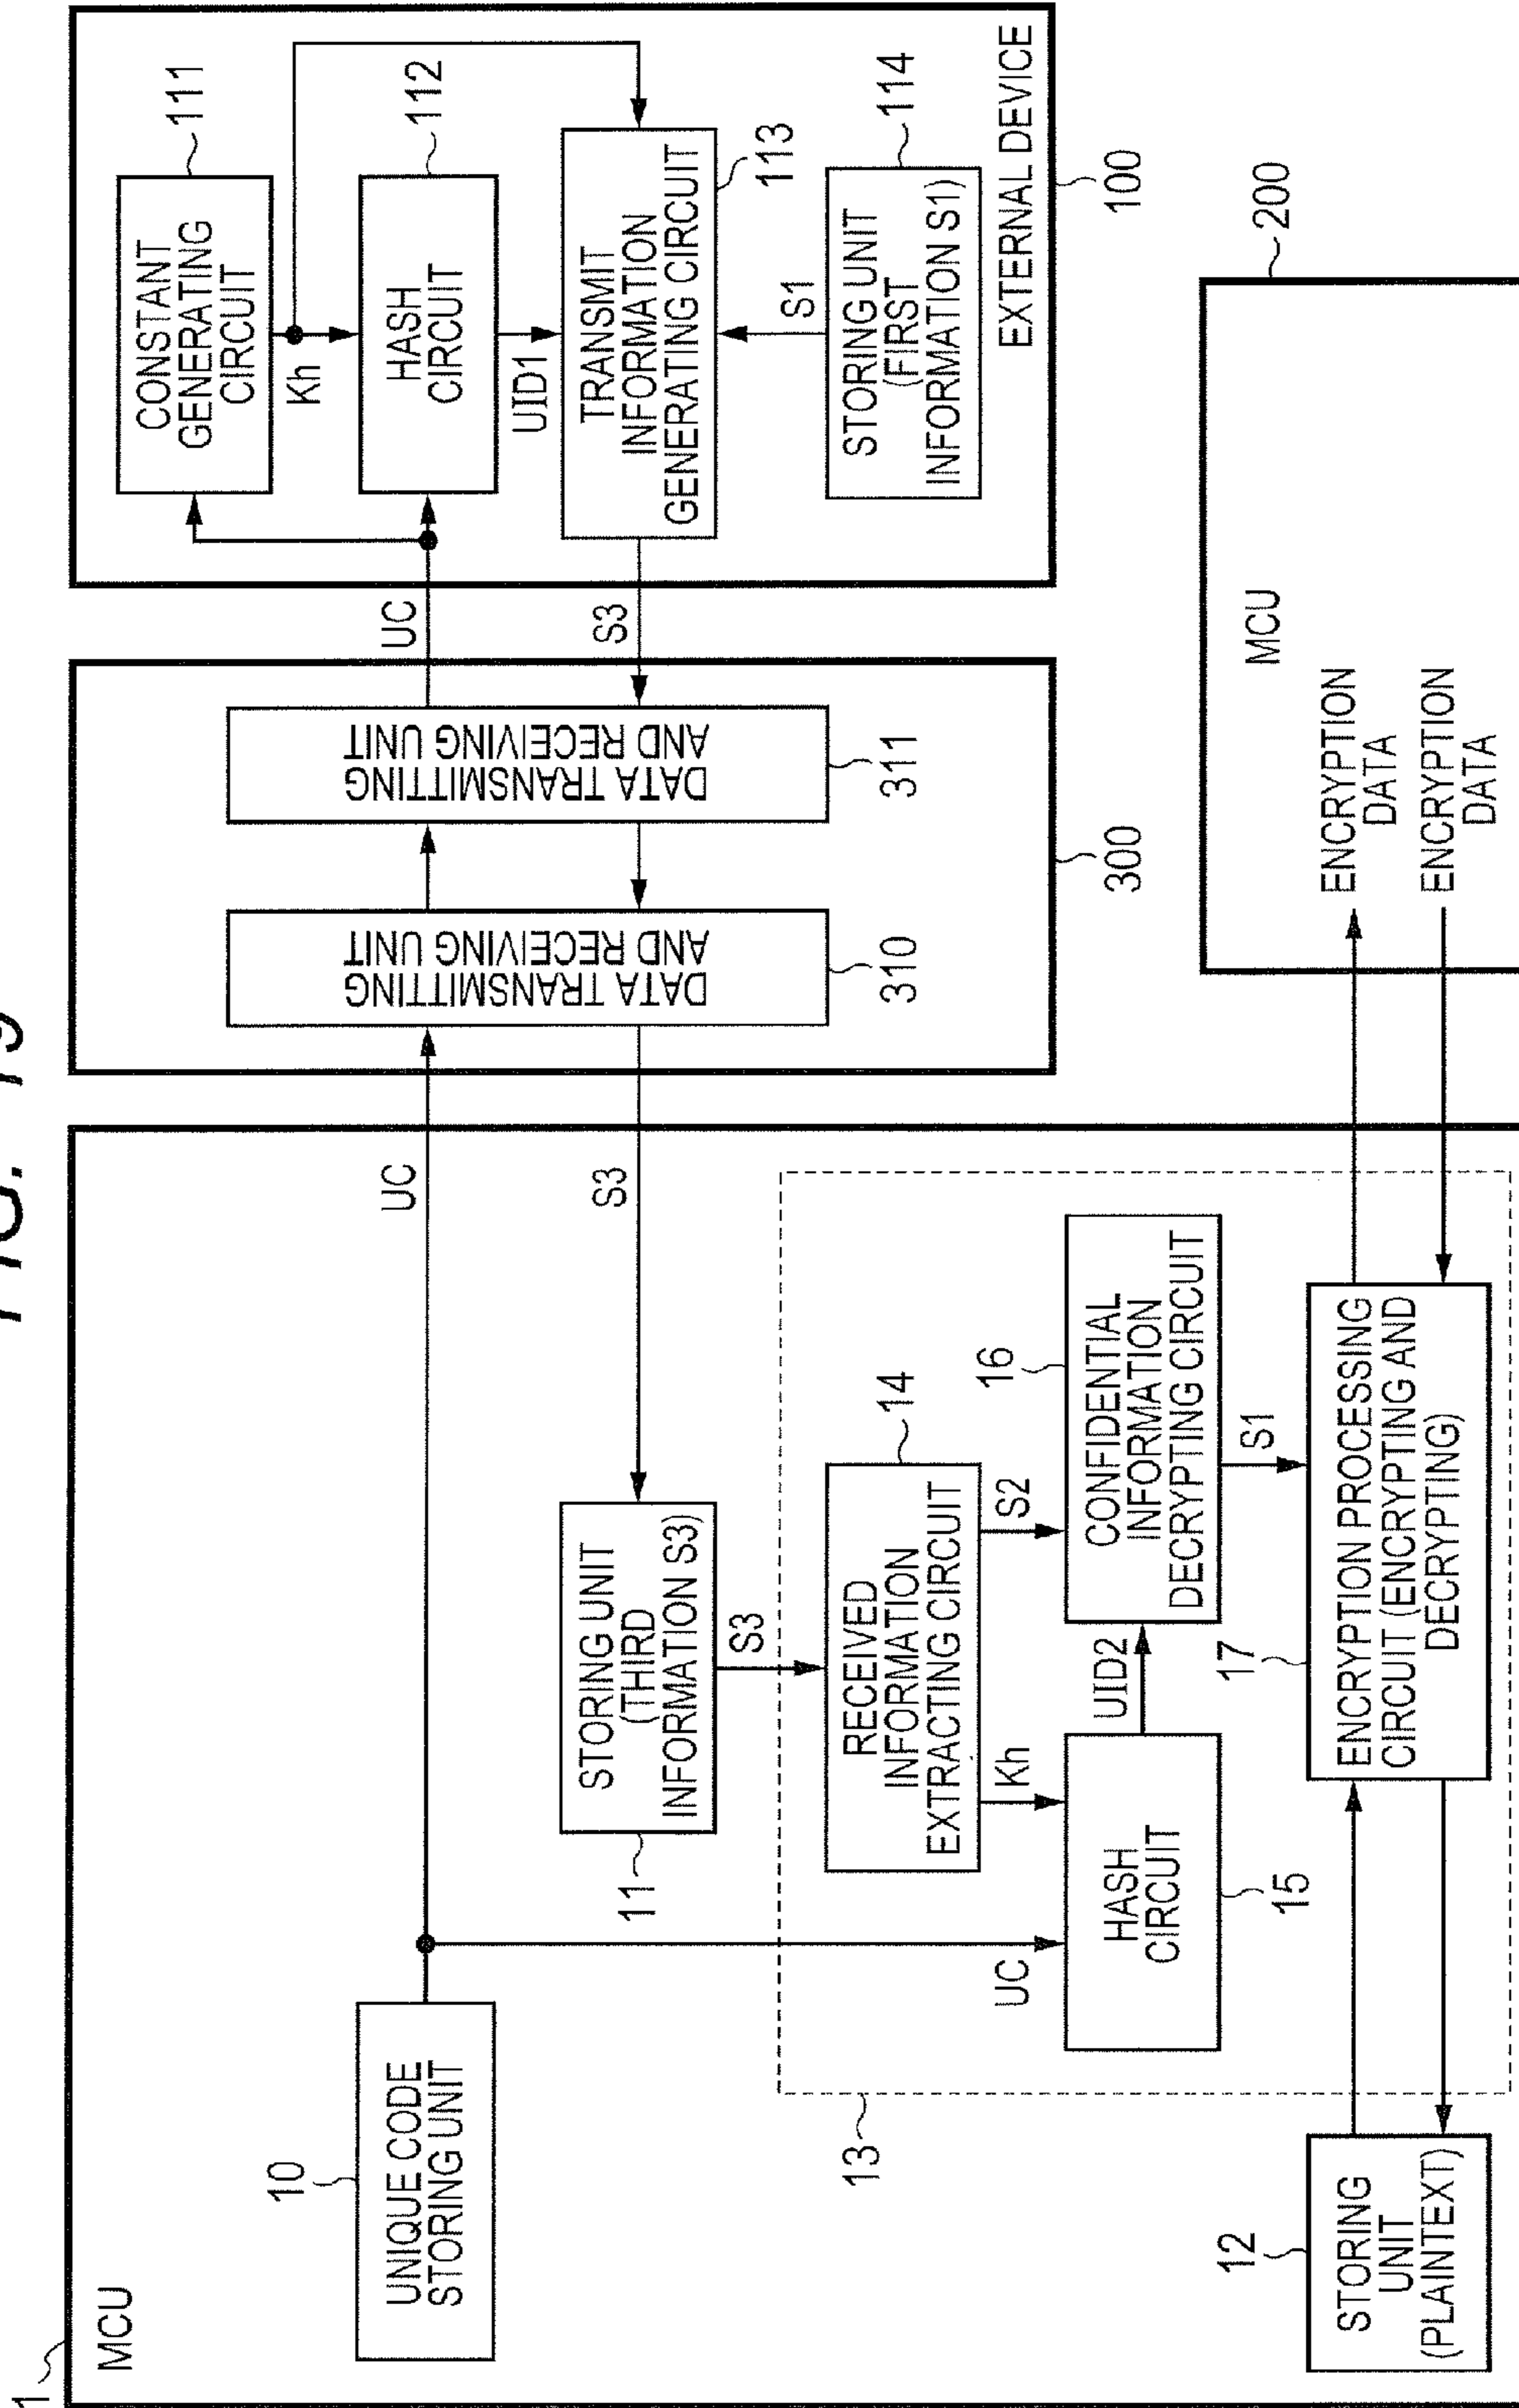 FIG. 19
1
MCU
10
UNIQUE CODE
STORING UNIT
UC
UC
300
DATA TRANSMITTING
AND RECEIVING UNIT
310
DATA TRANSMITTING
AND RECEIVING UNIT
311
UC
S3
S3
100
EXTERNAL DEVICE
CONSTANT
GENERATING
CIRCUIT
111
Kh
HASH
CIRCUIT
112
UID1
TRANSMIT
INFORMATION
GENERATING CIRCUIT
113
S1
STORING UNIT
(FIRST
INFORMATION S1)
114
STORING UNIT
(THIRD
INFORMATION S3)
11
S3
13
RECEIVED
INFORMATION
EXTRACTING CIRCUIT
14
Kh
S2
HASH
CIRCUIT
15
UID2
CONFIDENTIAL
INFORMATION
DECRYPTING CIRCUIT
16
S1
12
STORING
UNIT
(PLAINTEXT)
17
ENCRYPTION PROCESSING
CIRCUIT (ENCRYPTING AND
DECRYPTING)
200
MCU
ENCRYPTION
DATA
ENCRYPTION
DATA